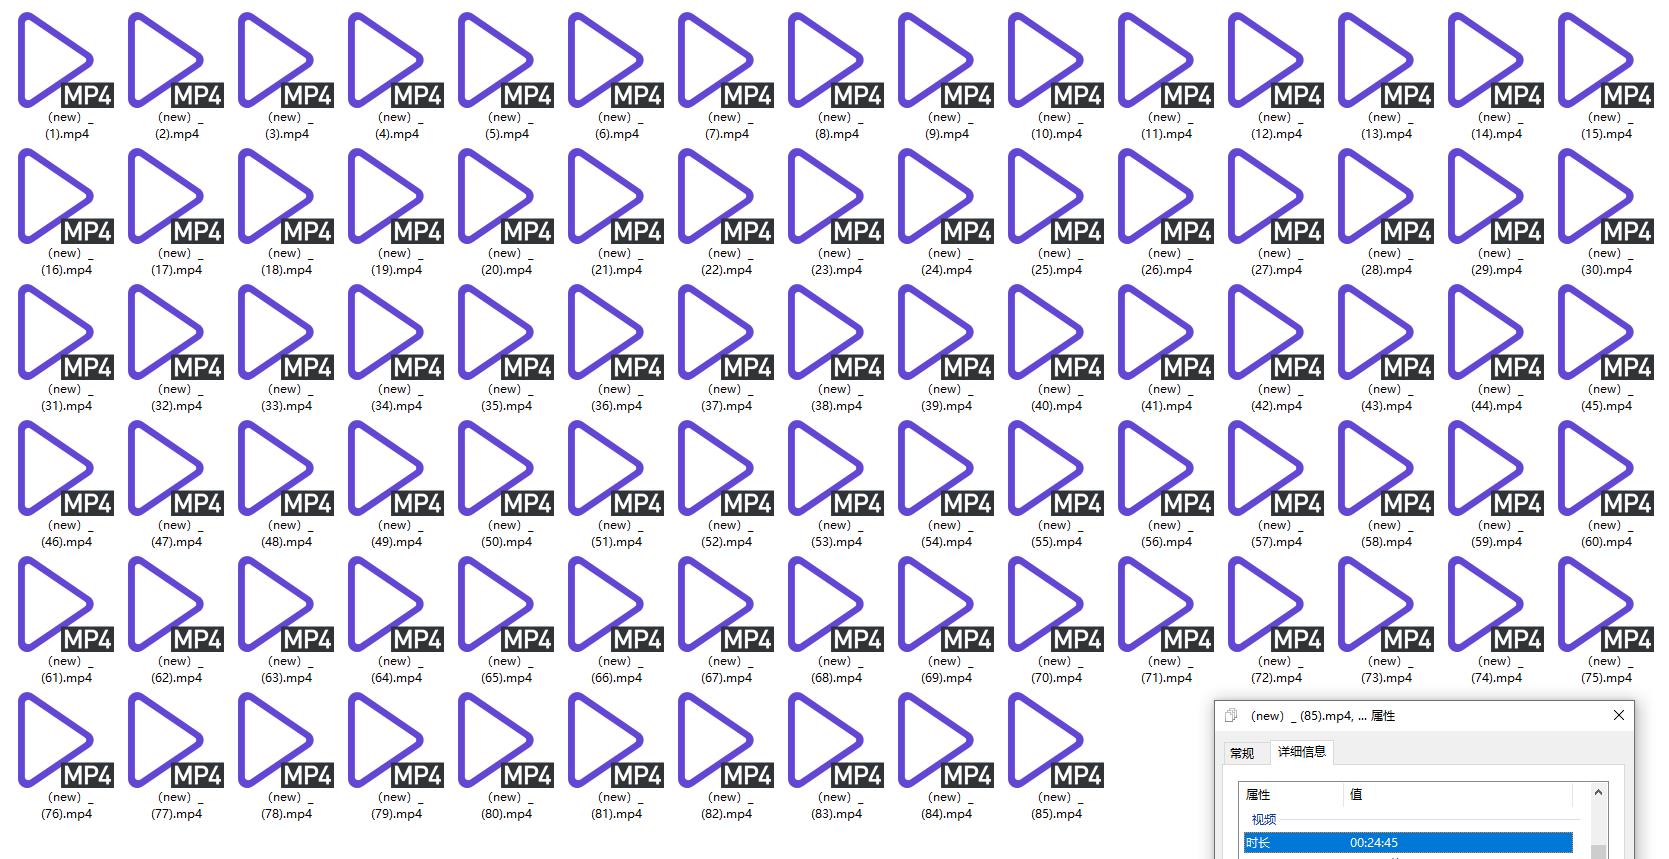 MP4 MP4 MP4 MP4 MP4 MP4 MP4 MP4 MP4 MP4 MP4 MP4 MP4 MP4 MP4
（new）_ （new）_ （new）_ （new）_ （new）_ （new）_ （new）_ （new）_ （new）_ （new）_ （new）_ （new）_ （new）_ （new）_ （new）_
(1).mp4 (2).mp4 (3).mp4 (4).mp4 (5).mp4 (6).mp4 (7).mp4 (8).mp4 (9).mp4 (10).mp4 (11).mp4 (12).mp4 (13).mp4 (14).mp4 (15).mp4
MP4 MP4 MP4 MP4 MP4 MP4 MP4 MP4 MP4 MP4 MP4 MP4 MP4 MP4 MP4
（new）_ （new）_ （new）_ （new）_ （new）_ （new）_ （new）_ （new）_ （new）_ （new）_ （new）_ （new）_ （new）_ （new）_ （new）_
(16).mp4 (17).mp4 (18).mp4 (19).mp4 (20).mp4 (21).mp4 (22).mp4 (23).mp4 (24).mp4 (25).mp4 (26).mp4 (27).mp4 (28).mp4 (29).mp4 (30).mp4
MP4 MP4 MP4 MP4 MP4 MP4 MP4 MP4 MP4 MP4 MP4 MP4 MP4 MP4 MP4
（new）_ （new）_ （new）_ （new）_ （new）_ （new）_ （new）_ （new）_ （new）_ （new）_ （new）_ （new）_ （new）_ （new）_ （new）_
(31).mp4 (32).mp4 (33).mp4 (34).mp4 (35).mp4 (36).mp4 (37).mp4 (38).mp4 (39).mp4 (40).mp4 (41).mp4 (42).mp4 (43).mp4 (44).mp4 (45).mp4
MP4 MP4 MP4 MP4 MP4 MP4 MP4 MP4 MP4 MP4 MP4 MP4 MP4 MP4 MP4
（new）_ （new）_ （new）_ （new）_ （new）_ （new）_ （new）_ （new）_ （new）_ （new）_ （new）_ （new）_ （new）_ （new）_ （new）_
(46).mp4 (47).mp4 (48).mp4 (49).mp4 (50).mp4 (51).mp4 (52).mp4 (53).mp4 (54).mp4 (55).mp4 (56).mp4 (57).mp4 (58).mp4 (59).mp4 (60).mp4
MP4 MP4 MP4 MP4 MP4 MP4 MP4 MP4 MP4 MP4 MP4 MP4 MP4 MP4 MP4
（new）_ （new）_ （new）_ （new）_ （new）_ （new）_ （new）_ （new）_ （new）_ （new）_ （new）_ （new）_ （new）_ （new）_ （new）_
(61).mp4 (62).mp4 (63).mp4 (64).mp4 (65).mp4 (66).mp4 (67).mp4 (68).mp4 (69).mp4 (70).mp4 (71).mp4 (72).mp4 (73).mp4 (74).mp4 (75).mp4
MP4 MP4 MP4 MP4 MP4 MP4 MP4 MP4 MP4 MP4
（new）_ （new）_ （new）_ （new）_ （new）_ （new）_ （new）_ （new）_ （new）_ （new）_
(76).mp4 (77).mp4 (78).mp4 (79).mp4 (80).mp4 (81).mp4 (82).mp4 (83).mp4 (84).mp4 (85).mp4
（new）_ (85).mp4, ... 属性
常规 详细信息
属性 值
视频
时长 00:24:45